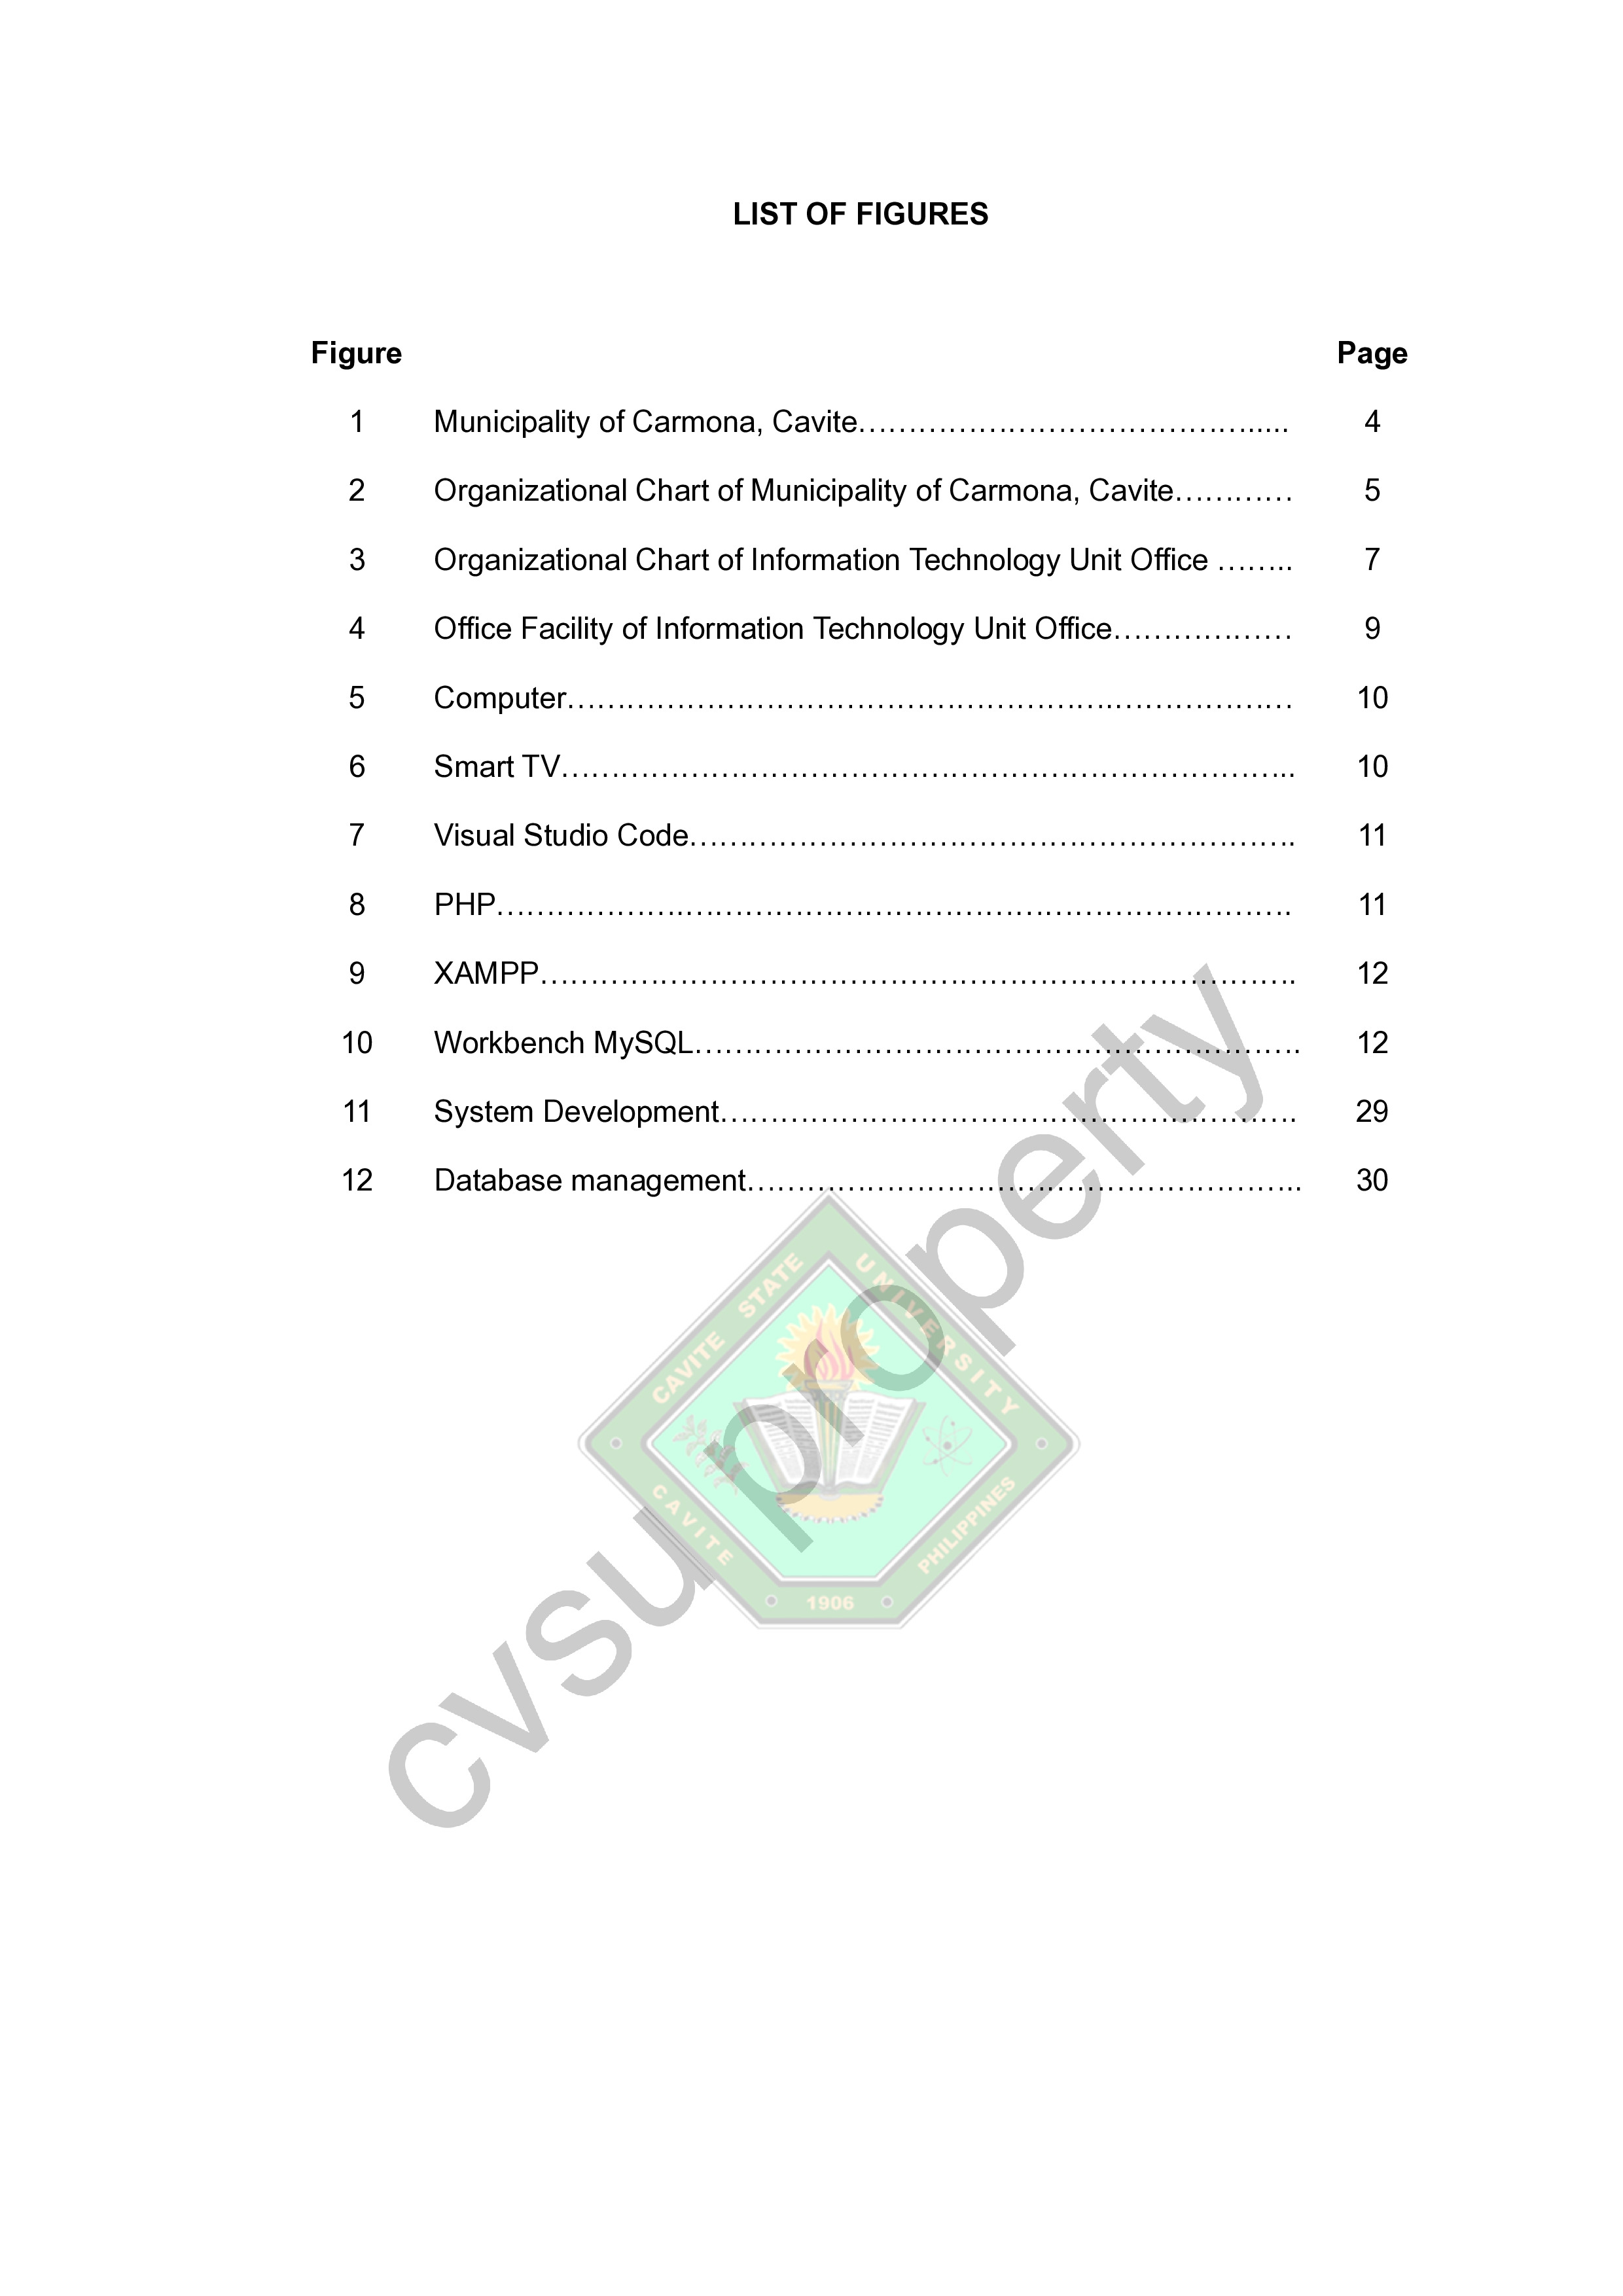 LIST OF FIGURES
Figure Page
1 Municipality of Carmona, Cavite……………………………………..... 4
2 Organizational Chart of Municipality of Carmona, Cavite………… 5
3 Organizational Chart of Information Technology Unit Office …….. 7
4 Office Facility of Information Technology Unit Office……………… 9
5 Computer……………………………………………………………… 10
6 Smart TV……………………………………………………………….. 10
7 Visual Studio Code……………………………………………………. 11
8 PHP……………………………………………………………………. 11
9 XAMPP…………………………………………………………………. 12
10 Workbench MySQL……………………………………………………. 12
11 System Development…………………………………………………. 29
12 Database management……………………………………………….. 30
cvsu property
CAVITE STATE UNIVERSITY
CAVITE PHILIPPINES
1906